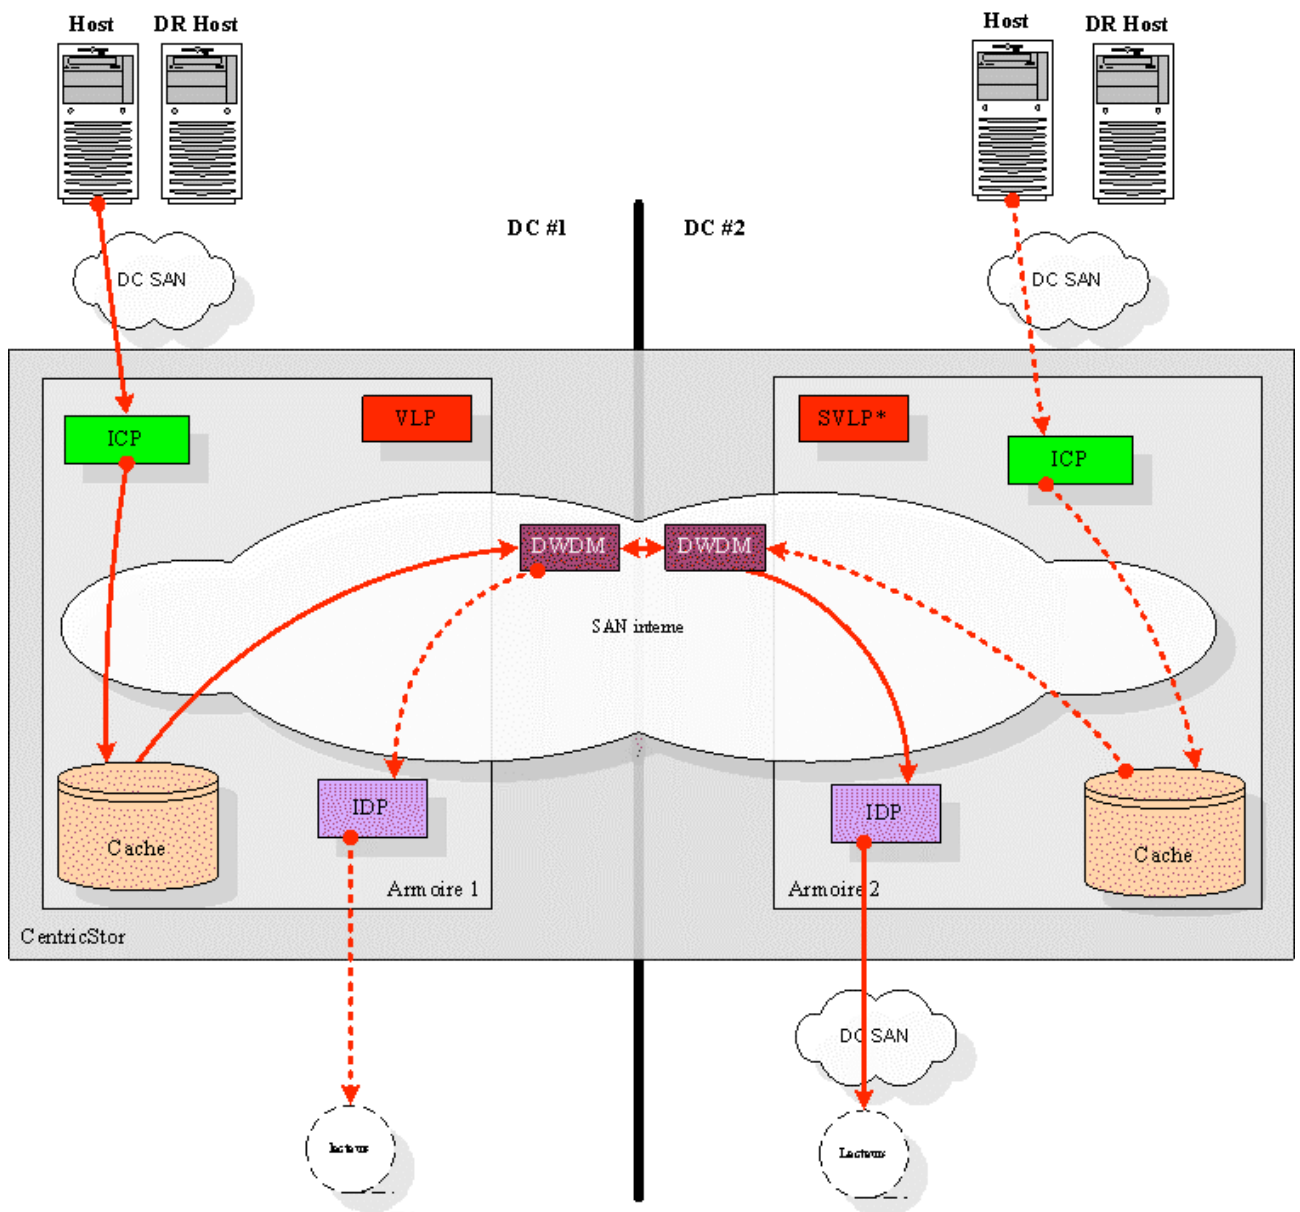 Host DR Host
Host DR Host
DC #1 DC #2
DC SAN
DC SAN
VLP
SVLP*
ICP
ICP
DWDM DWDM
SAN interne
IDP
IDP
Cache
Cache
Armoire 1
Armoire 2
CentricStor
DC SAN
lecteurs
Lecteurs